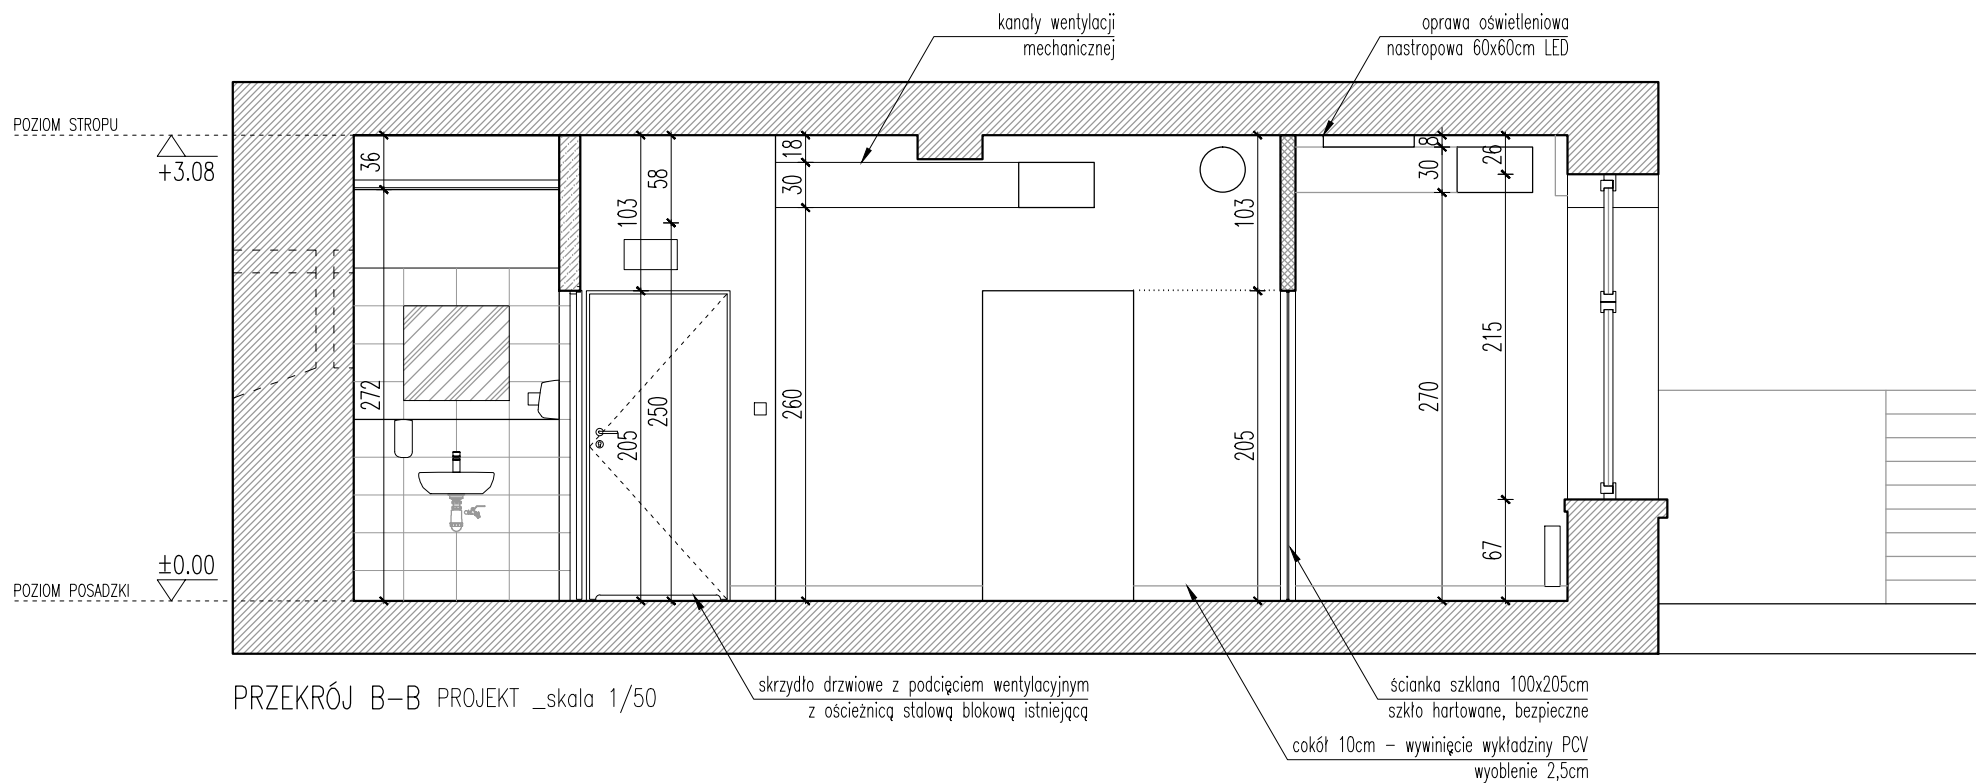 kanały wentylacji
mechanicznej
oprawa oświetleniowa
nastropowa 60x60cm LED
POZIOM STROPU
+3.08
36
103
58
18
30
103
8
30
26
272
205
250
260
205
270
215
67
±0.00
POZIOM POSADZKI
PRZEKRÓJ B-B PROJEKT _skala 1/50
skrzydło drzwiowe z podcięciem wentylacyjnym
z ościeżnicą stalową blokową istniejącą
ścianka szklana 100x205cm
szkło hartowane, bezpieczne
cokół 10cm - wywinięcie wykładziny PCV
wyoblenie 2,5cm